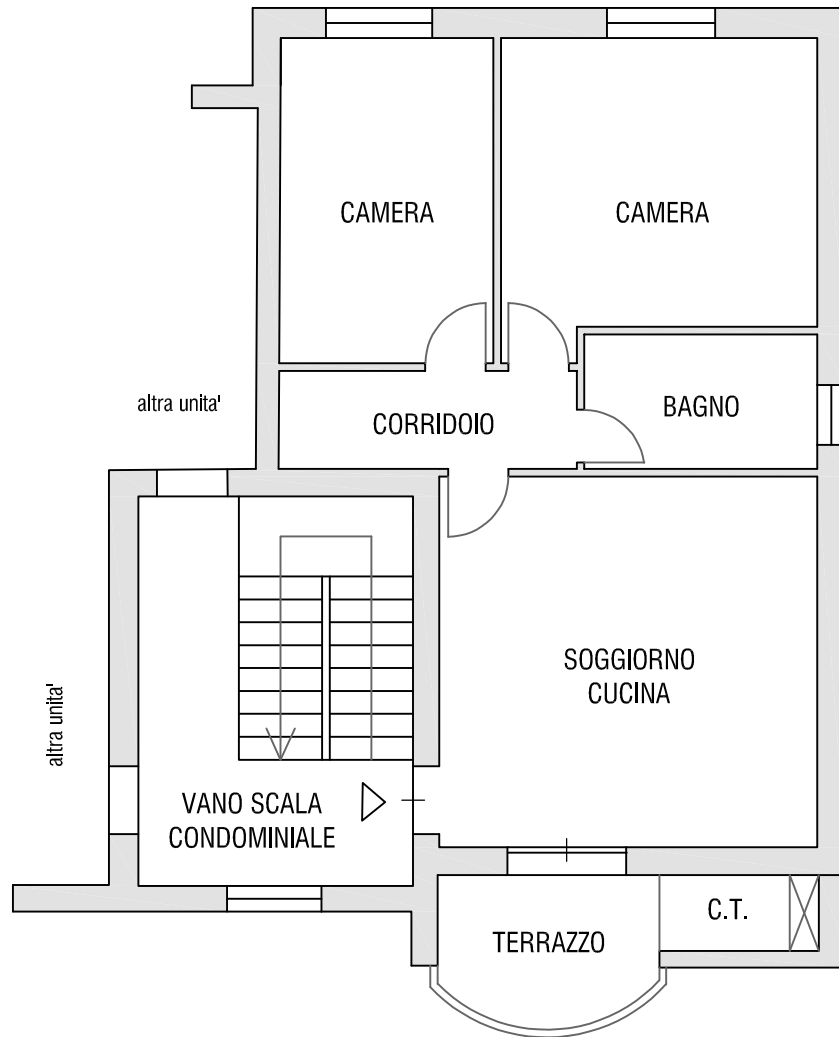 CAMERA
CAMERA
altra unita'
CORRIDOIO
BAGNO
SOGGIORNO
CUCINA
altra unita'
VANO SCALA
CONDOMINIALE
C.T.
TERRAZZO